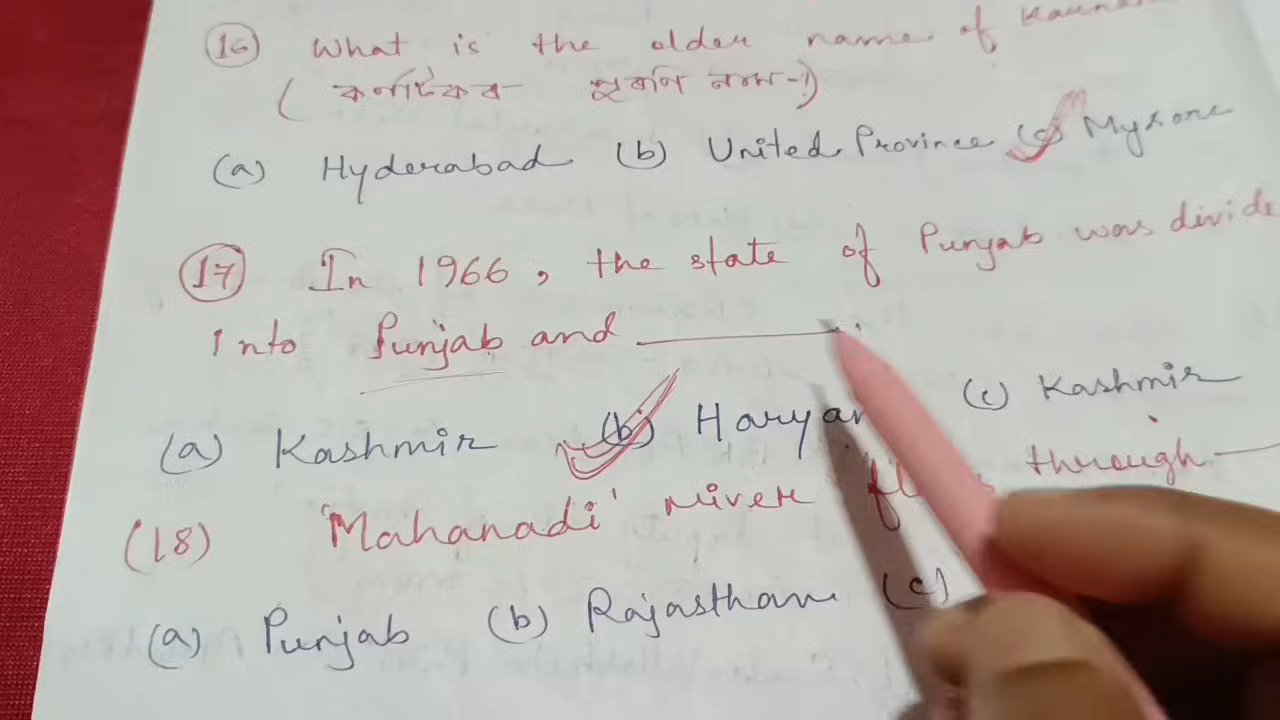 (16) What is the older name of
( কর্ণাটকর পুৰণি নাম -!)
(a) Hyderabad (b) United Province (c) Mysore
(17) In 1966, the state of Punjab was divide
Into Punjab and ________.
(a) Kashmir (b) Haryan (c) Kashmir
(18) 'Mahanadi' river through —
(a) Punjab (b) Rajasthan (c)